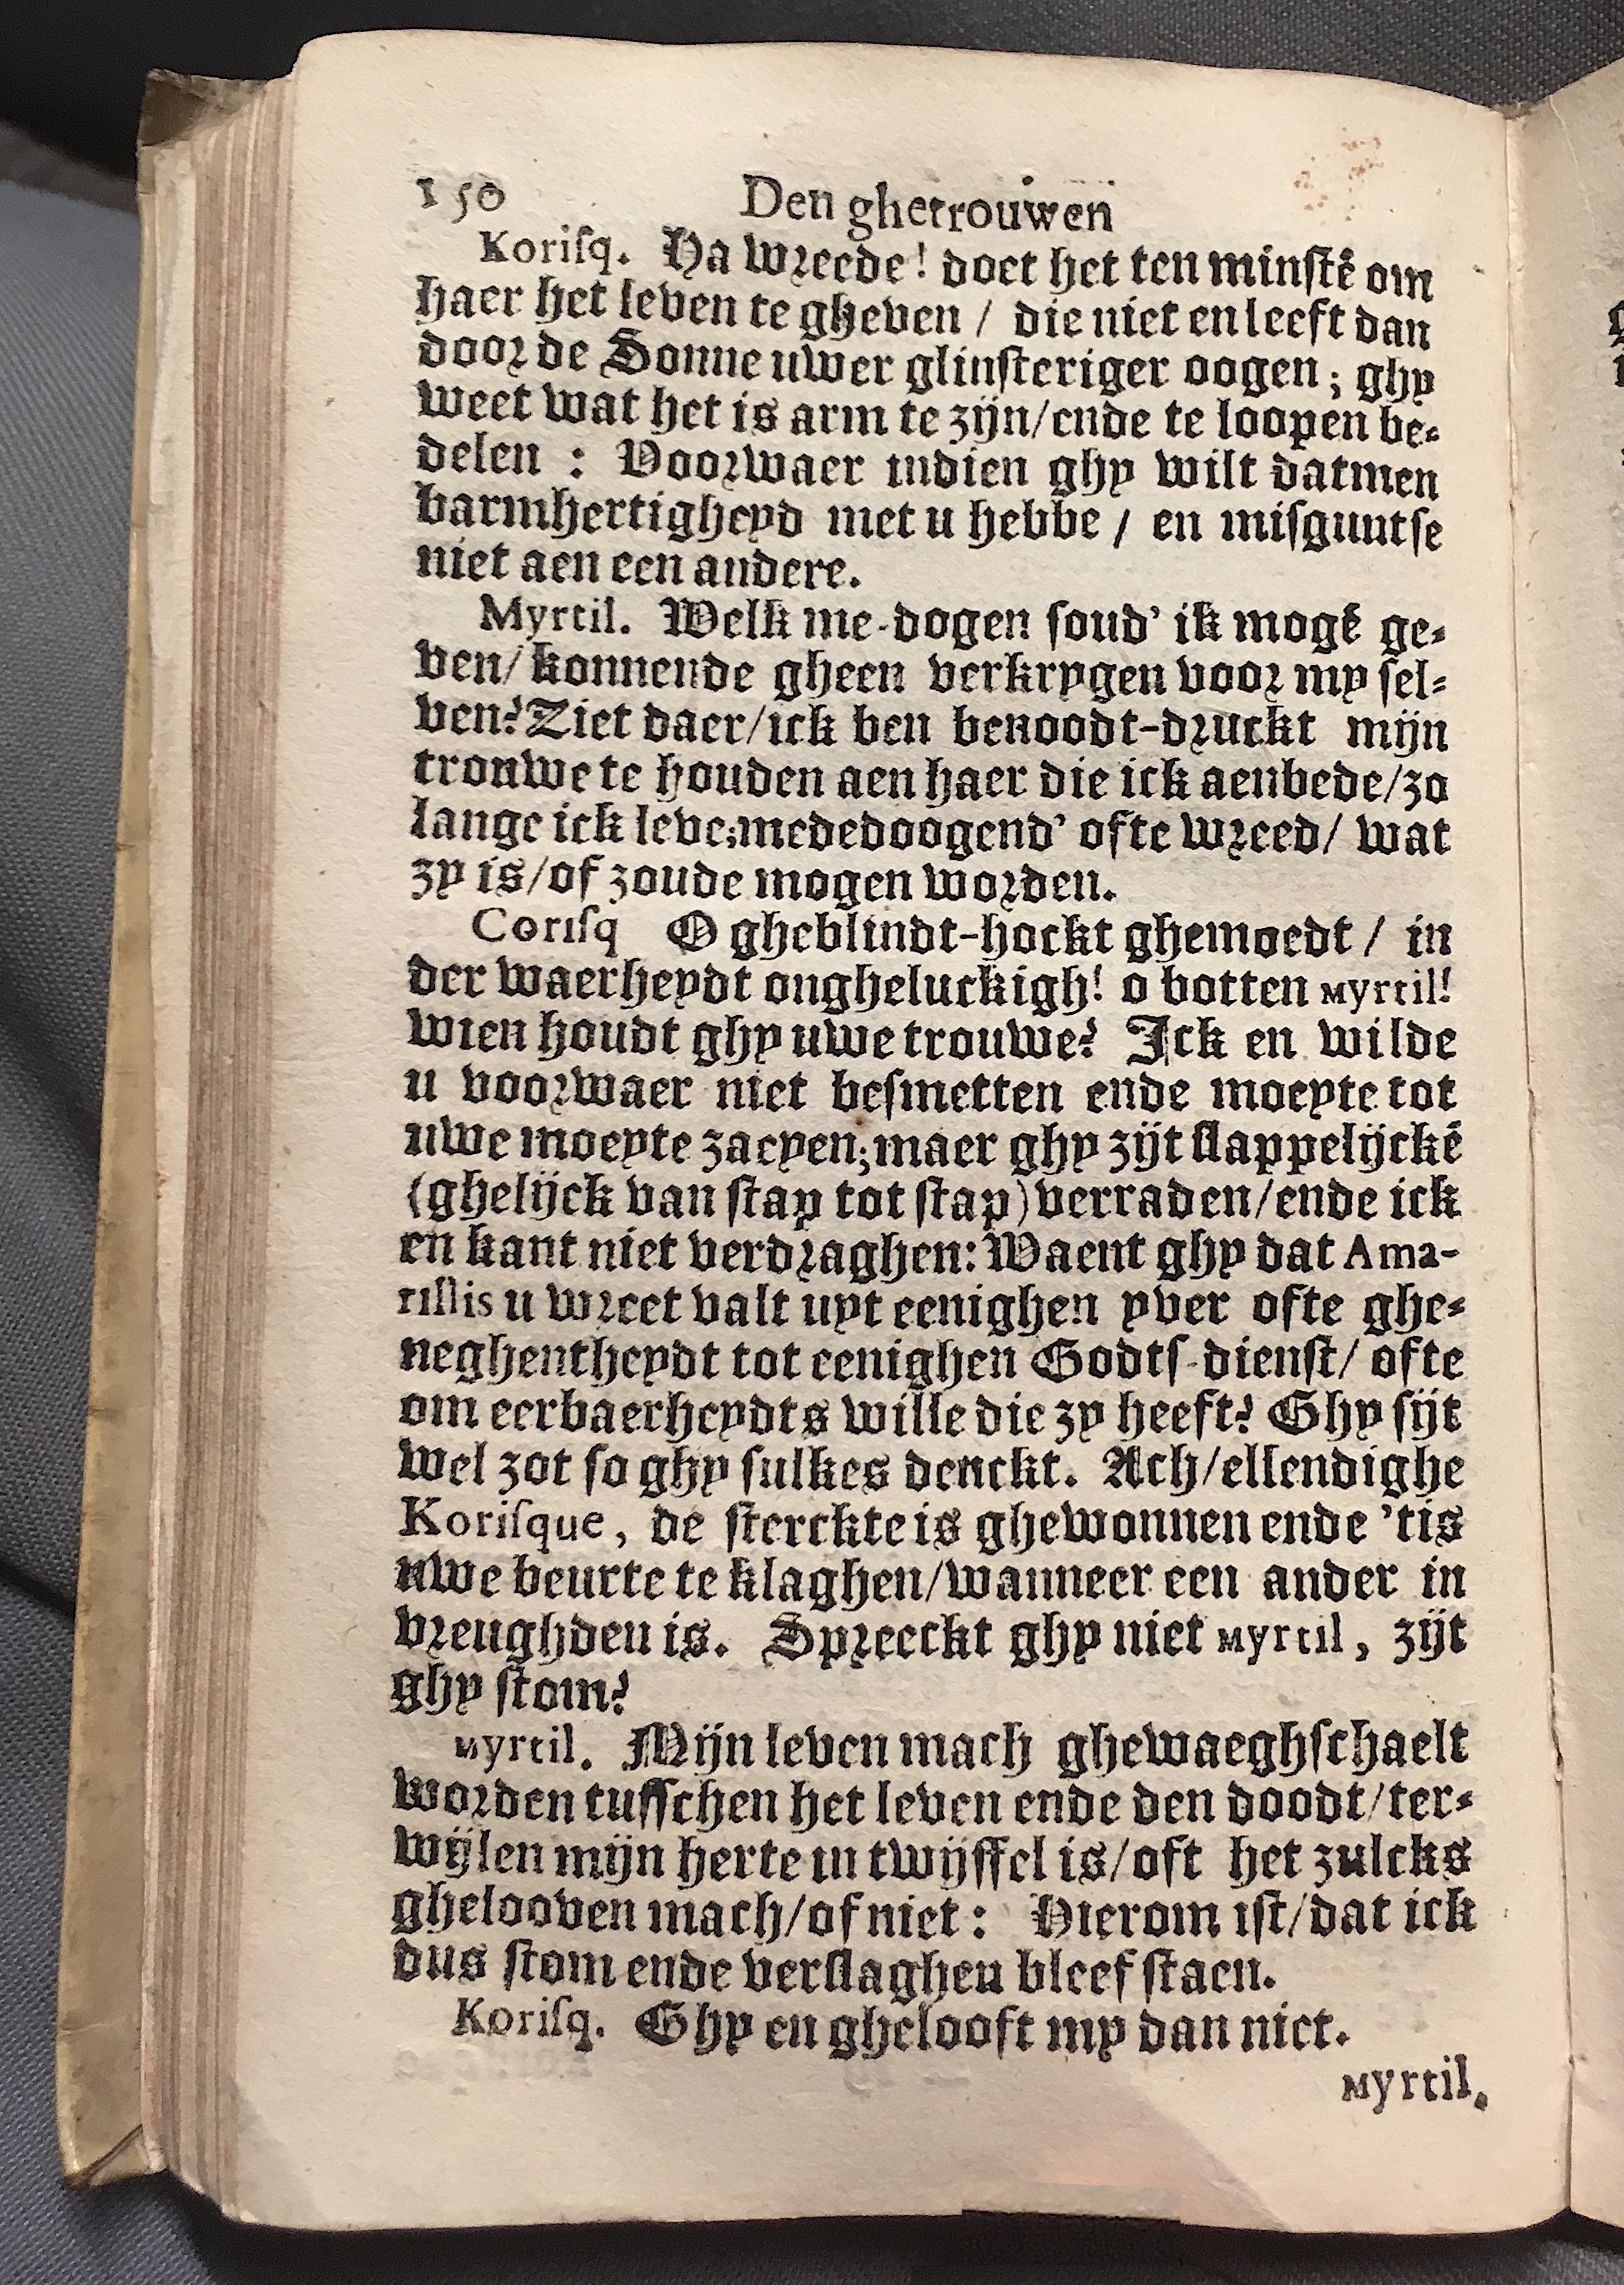 150 Den ghetrouwen
Koriſq. Ha wreede! doet het ten minſtē om
haer het leven te gheven / die niet en leeft dan
door de Sonne uwer glinſteriger oogen; ghy
weet wat het is arm te zijn/ende te loopen be-
delen : Voorwaer indien ghy wilt datmen
barmhertigheyd met u hebbe / en miſguntſe
niet aen een andere.
Myrtil. Welk me-dogen ſoud' ik mogē ge-
ven/ konnende gheen verkrygen voor my ſel-
ven? Ziet daer/ick ben benoodt-druckt mijn
trouwe te houden aen haer die ick aenbede/zo
lange ick leve;mededoogend' ofte wreed/ wat
zy is/of zoude mogen worden.
Coriſq O gheblindt-hockt ghemoedt / in
der waerheydt ongheluckigh! o botten Myrtil!
wien houdt ghy uwe trouwe? Ick en wilde
u voorwaer niet beſmetten ende moeyte tot
uwe moeyte zaeyen;maer ghy zijt ſlappelijckē
(ghelijck van ſtap tot ſtap) verraden/ende ick
en kant niet verdraghen: Waent ghy dat Ama-
rillis u wreet valt uyt eenighen yver ofte ghe-
neghentheydt tot eenighen Godtſ-dienſt/ ofte
om eerbaerheydts wille die zy heeft? Ghy ſijt
wel zot ſo ghy ſulkes denckt. Ach/ellendighe
Koriſque, de ſterckte is ghewonnen ende 'tis
uwe beurte te klaghen/wanneer een ander in
vreughden is. Spreeckt ghy niet Myrtil, zijt
ghy ſtom?
Myrtil. Mijn leven mach ghewaeghſchaelt
worden tuſſchen het leven ende den doodt/ter-
wijlen mijn herte in twijffel is/oft het zulcks
ghelooven mach/of niet : Hierom iſt/dat ick
dus ſtom ende verſlaghen bleef ſtaen.
Koriſq. Ghy en ghelooft my dan niet.
Myrtil.